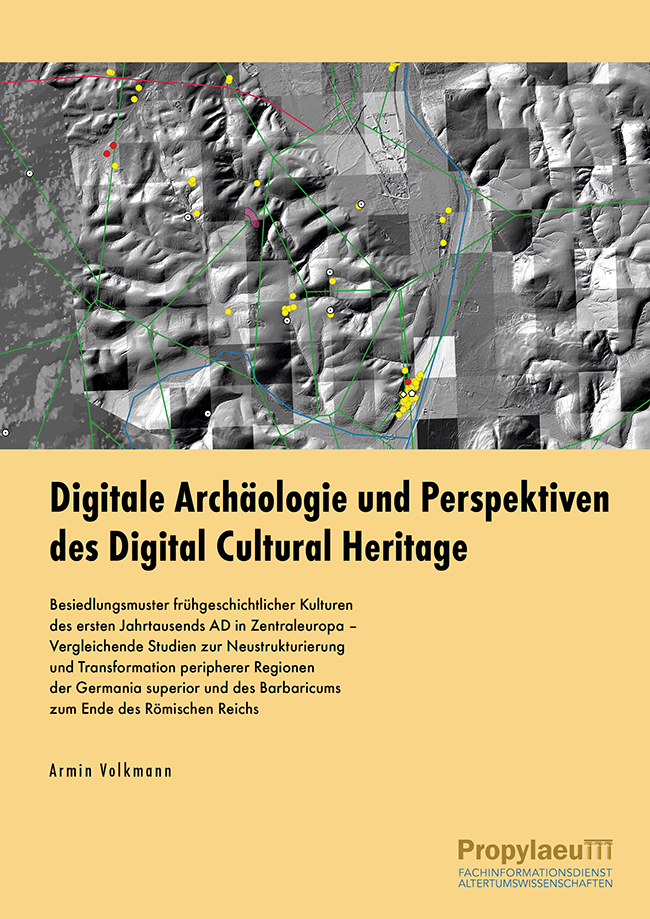 Digitale Archäologie und Perspektiven
des Digital Cultural Heritage
Besiedlungsmuster frühgeschichtlicher Kulturen
des ersten Jahrtausends AD in Zentraleuropa –
Vergleichende Studien zur Neustrukturierung
und Transformation peripherer Regionen
der Germania superior und des Barbaricums
zum Ende des Römischen Reichs
Armin Volkmann
Propylaeum
FACHINFORMATIONSDIENST
ALTERTUMSWISSENSCHAFTEN